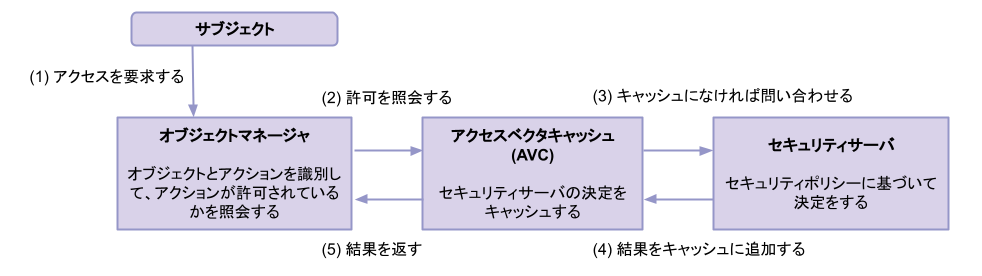 サブジェクト
(1) アクセスを要求する
(2) 許可を照会する
(3) キャッシュになければ問い合わせる
オブジェクトマネージャ
オブジェクトとアクションを識別し
て、アクションが許可されている
かを照会する
アクセスベクタキャッシュ
(AVC)
セキュリティサーバの決定を
キャッシュする
セキュリティサーバ
セキュリティポリシーに基づいて
決定をする
(5) 結果を返す
(4) 結果をキャッシュに追加する